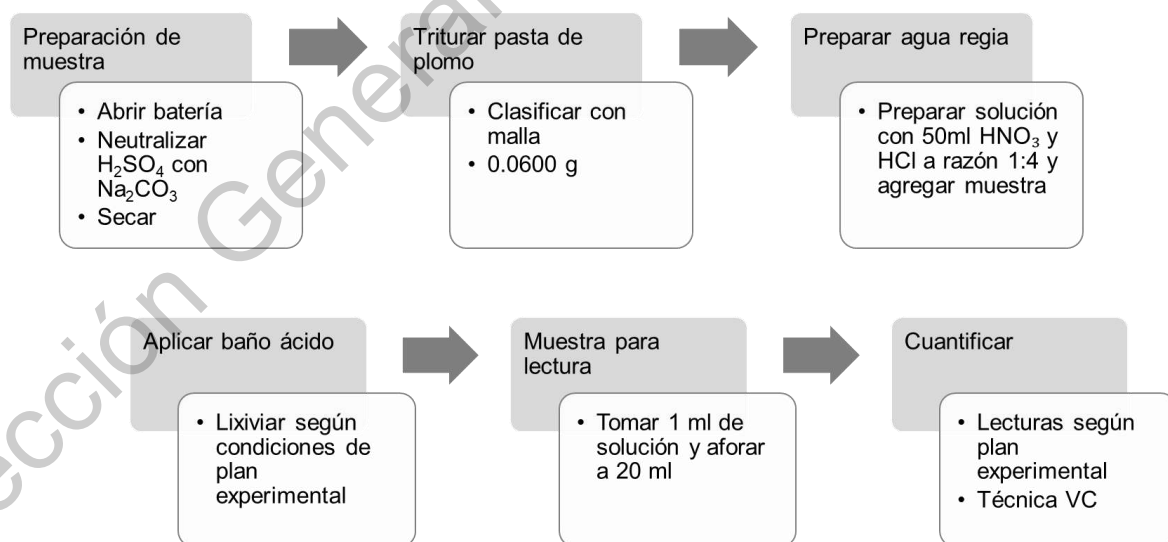 Preparación de
muestra
• Abrir batería
• Neutralizar
H₂SO₄ con
Na₂CO₃
• Secar
Triturar pasta de
plomo
• Clasificar con
malla
• 0.0600 g
Preparar agua regia
• Preparar solución
con 50ml HNO₃ y
HCl a razón 1:4 y
agregar muestra
Aplicar baño ácido
• Lixiviar según
condiciones de
plan
experimental
Muestra para
lectura
• Tomar 1 ml de
solución y aforar
a 20 ml
Cuantificar
• Lecturas según
plan
experimental
• Técnica VC
ección General